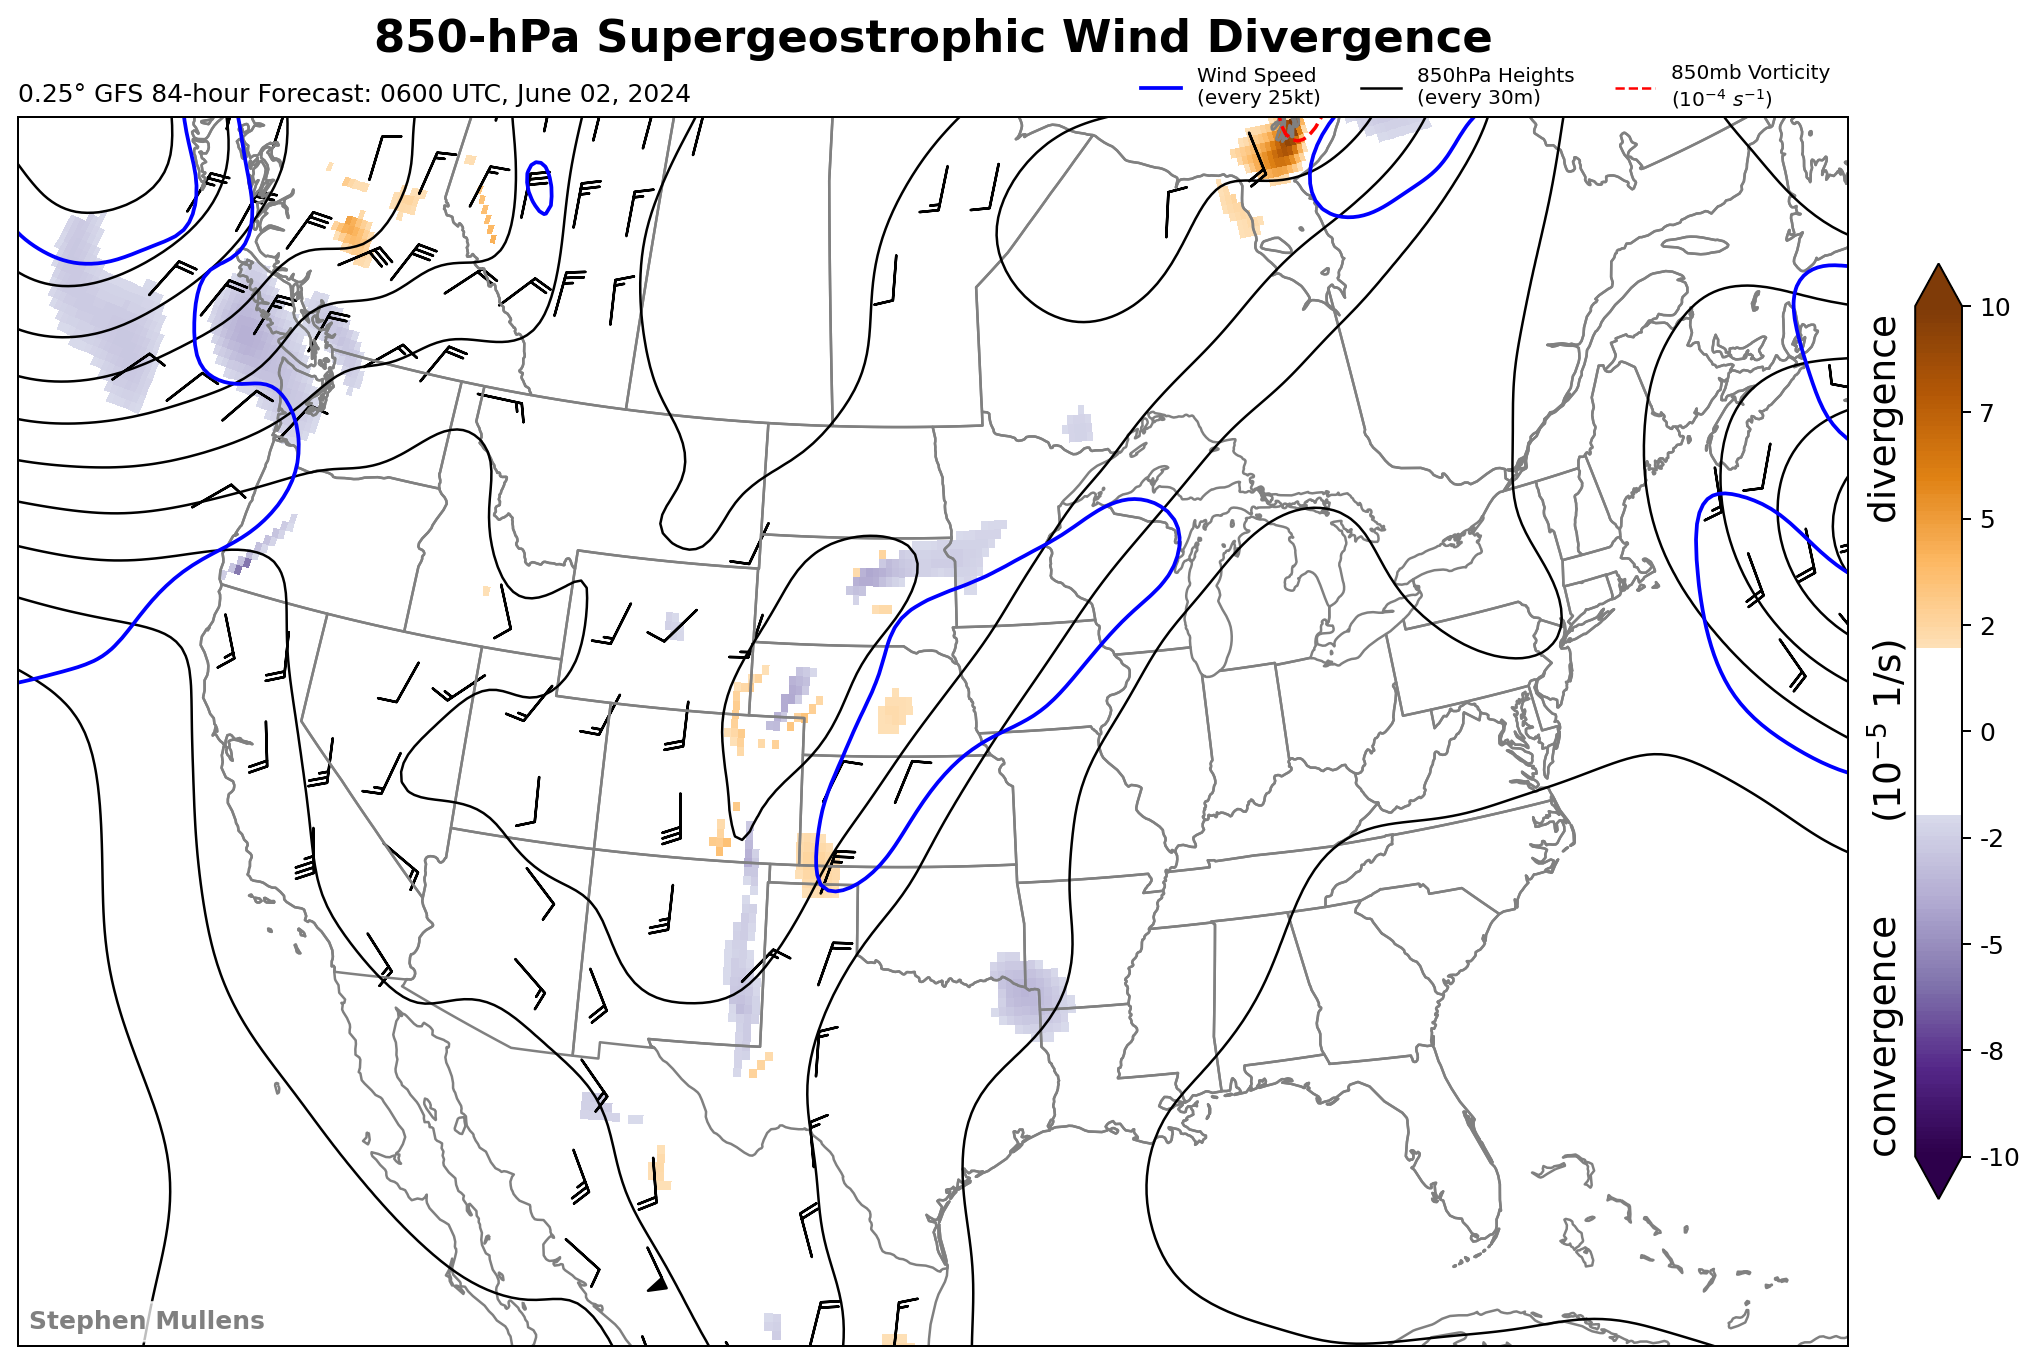 850-hPa Supergeostrophic Wind Divergence
0.25° GFS 84-hour Forecast: 0600 UTC, June 02, 2024
Wind Speed
(every 25kt)
850hPa Heights
(every 30m)
850mb Vorticity
(10⁻⁴ s⁻¹)
10
7
5
2
0
-2
-5
-8
-10
convergence (10⁻⁵ 1/s) divergence
Stephen Mullens